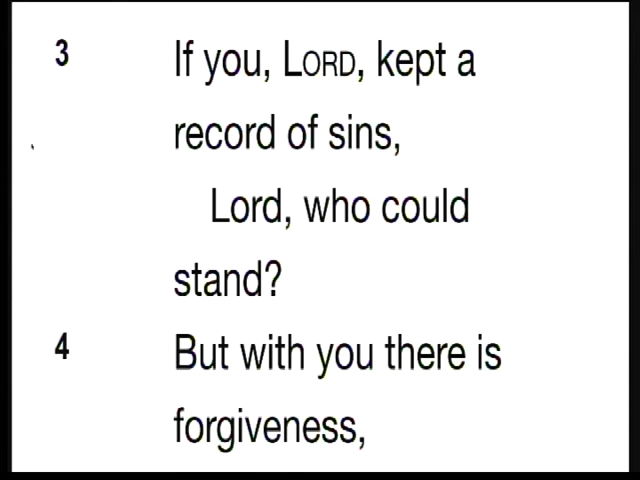 3 If you, LORD, kept a
record of sins,
Lord, who could
stand?
4 But with you there is
forgiveness,